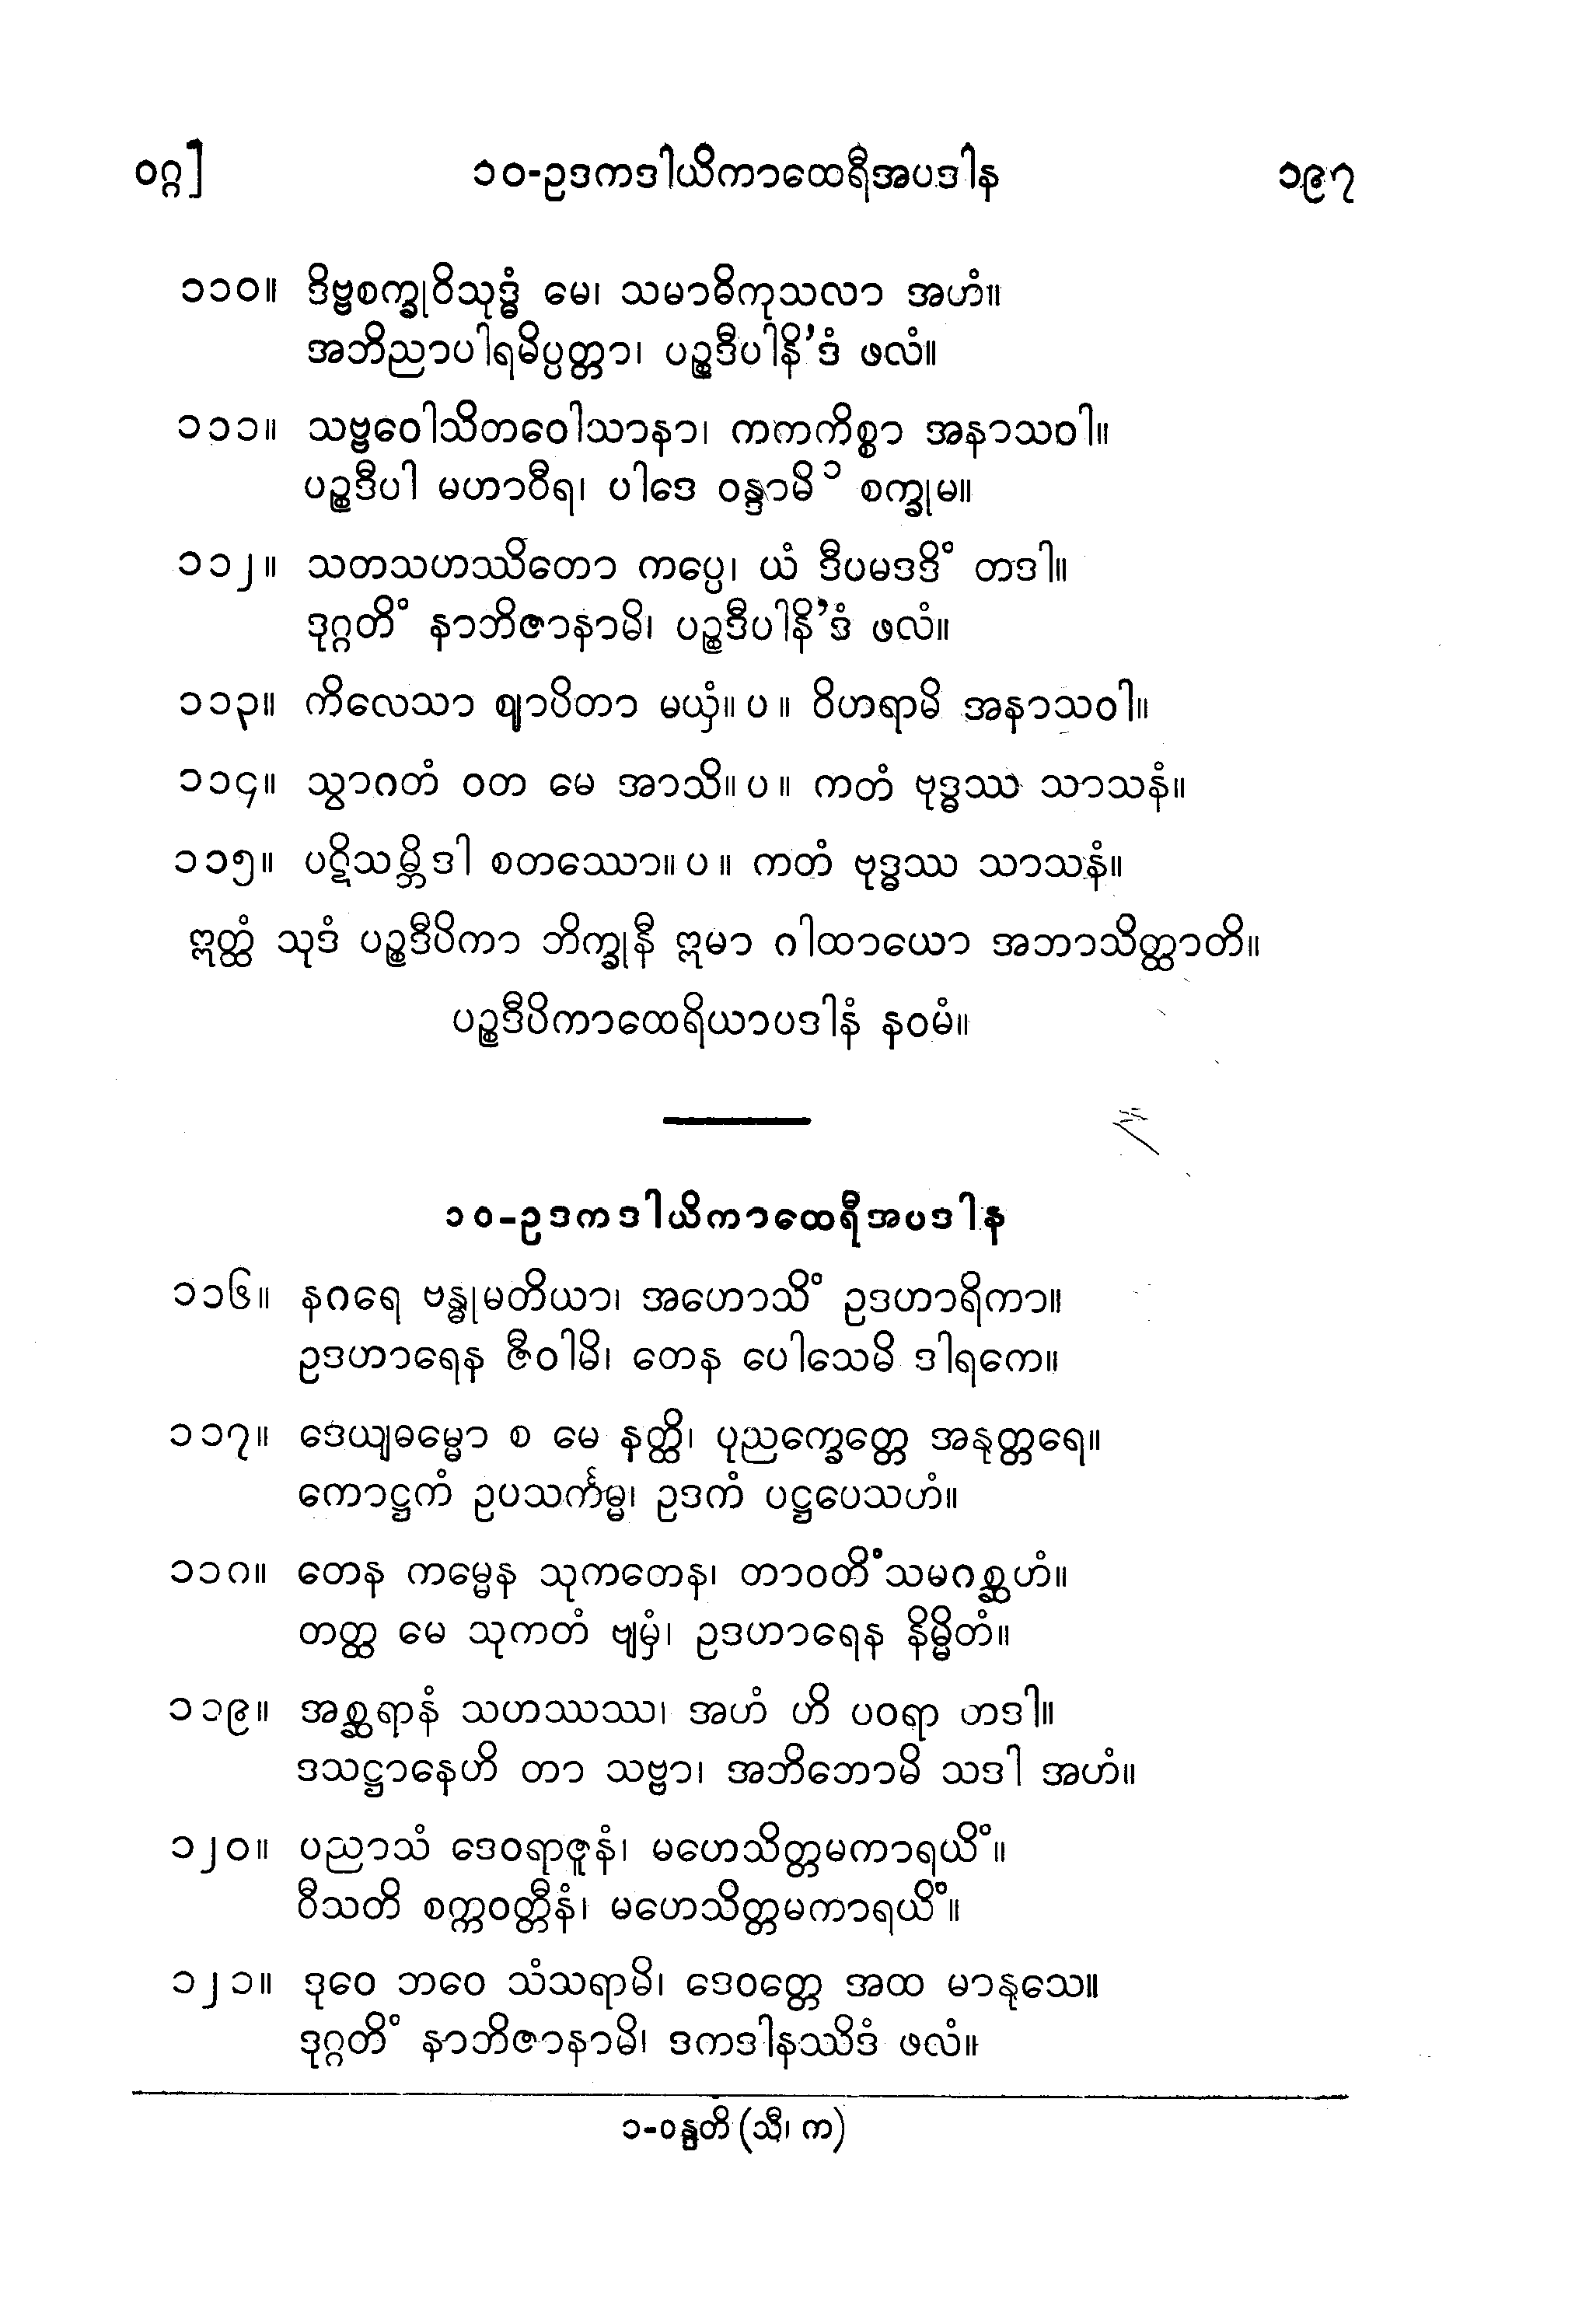 ဝဂ္ဂ] ၁၀-ဥဒကဒါယိကာထေရီအပဒါန ၁၉၇
၁၁၀။ ဒိဗ္ဗစက္ခုဝိသုဒ္ဓံ မေ၊ သမာဓိကုသလာ အဟံ။
အဘိညာပါရမိပ္ပတ္တာ၊ ပဉ္စဒီပါနိ’ဒံ ဖလံ။
၁၁၁။ သဗ္ဗဝေါသိတဝေါသာနာ၊ ကတကိစ္စာ အနာသဝါ။
ပဉ္စဒီပါ မဟာဝီရ၊ ပါဒေ ဝန္ဒာမိ ၁ စက္ခုမ။
၁၁၂။ သတသဟဿိတော ကပ္ပေ၊ ယံ ဒီပမဒဒိံ တဒါ။
ဒုဂ္ဂတိံ နာဘိဇာနာမိ၊ ပဉ္စဒီပါနိ’ဒံ ဖလံ။
၁၁၃။ ကိလေသာ ဈာပိတာ မယှံ။ ပ ။ ဝိဟရာမိ အနာသဝါ။
၁၁၄။ သွာဂတံ ဝတ မေ အာသိ။ ပ ။ ကတံ ဗုဒ္ဓဿ သာသနံ။
၁၁၅။ ပဋိသမ္ဘိဒါ စတဿော။ ပ ။ ကတံ ဗုဒ္ဓဿ သာသနံ။
ဣတ္ထံ သုဒံ ပဉ္စဒီပိကာ ဘိက္ခုနီ ဣမာ ဂါထာယော အဘာသိတ္ထာတိ။
ပဉ္စဒီပိကာထေရိယာပဒါနံ နဝမံ။
၁၀-ဥဒကဒါယိကာထေရီအပဒါန
၁၁၆။ နဂရေ ဗန္ဓုမတိယာ၊ အဟောသိံ ဥဒဟာရိကာ။
ဥဒဟာရေန ဇီဝါမိ၊ တေန ပေါသေမိ ဒါရကေ။
၁၁၇။ ဒေယျဓမ္မော စ မေ နတ္ထိ၊ ပုညက္ခေတ္တေ အနုတ္တရေ။
ကောဋ္ဌကံ ဥပသင်္ကမ္မ၊ ဥဒကံ ပဋ္ဌပေသဟံ။
၁၁၈။ တေန ကမ္မေန သုကတေန၊ တာဝတိံသမဂစ္ဆဟံ။
တတ္ထ မေ သုကတံ ဗျမှံ၊ ဥဒဟာရေန နိမ္မိတံ။
၁၁၉။ အစ္ဆရာနံ သဟဿဿ၊ အဟံ ဟိ ပဝရာ တဒါ။
ဒသဋ္ဌာနေဟိ တာ သဗ္ဗာ၊ အဘိဘောမိ သဒါ အဟံ။
၁၂၀။ ပညာသံ ဒေဝရာဇူနံ၊ မဟေသိတ္တမကာရယိံ။
ဝီသတိ စက္ကဝတ္တီနံ၊ မဟေသိတ္တမကာရယိံ။
၁၂၁။ ဒုဝေ ဘဝေ သံသရာမိ၊ ဒေဝတ္တေ အထ မာနုသေ။
ဒုဂ္ဂတိံ နာဘိဇာနာမိ၊ ဒကဒါနဿိဒံ ဖလံ။
၁-ဝန္ဒတိ (သီ၊ က)